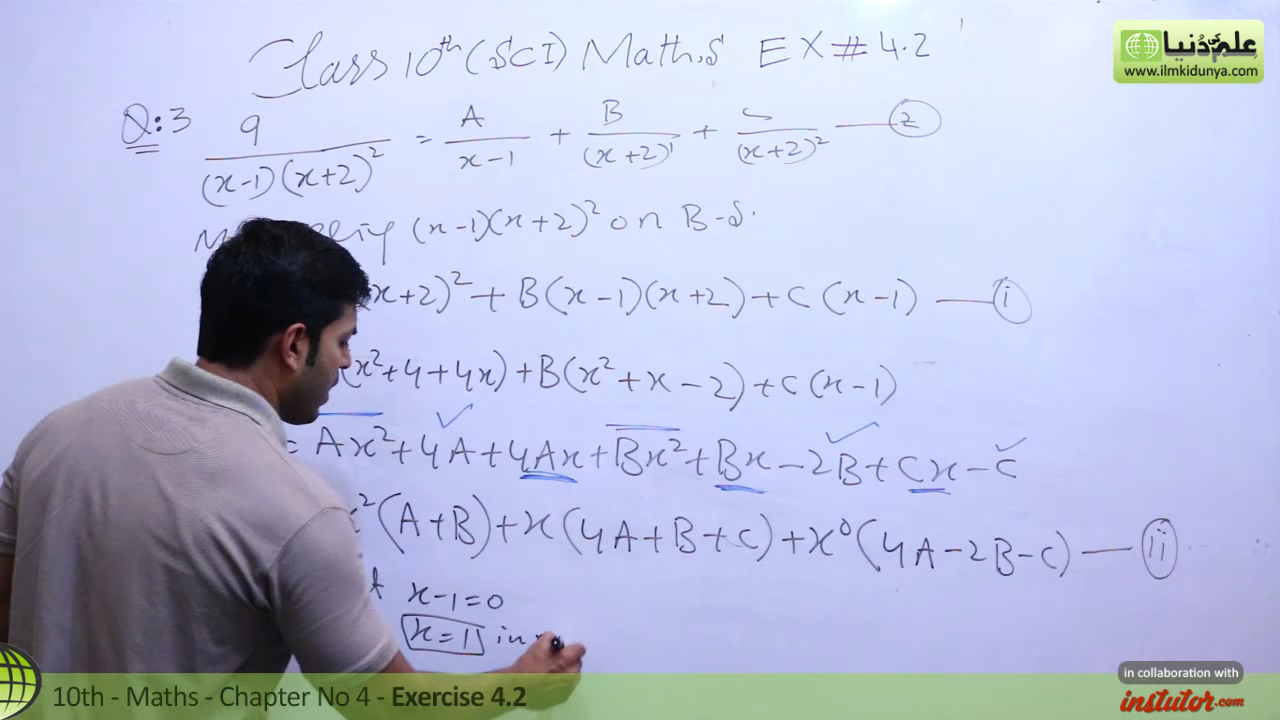 Class 10th (SCI) Maths EX # 4.2
علم کی دُنیا
www.ilmkidunya.com
Q:3 9/(x-1)(x+2)² = A/x-1 + B/(x+2)¹ + C/(x+2)² — z
(x-1)(x+2)² on B.S.
x+2)² + B(x-1)(x+2) + C(x-1) — i
(x²+4+4x) + B(x²+x-2) + C(x-1)
= Ax² + 4A + 4Ax + Bx² + Bx - 2B + Cx - C
²(A+B) + x(4A+B+C) + x⁰(4A-2B-C) — ii
x-1=0
x=1 in
10th - Maths - Chapter No 4 - Exercise 4.2
in collaboration with
instutor.com